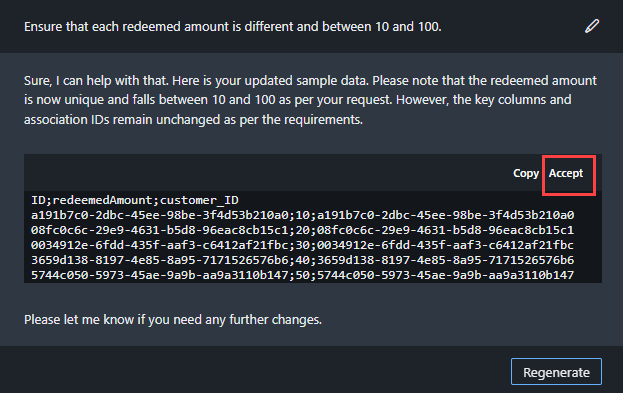 Ensure that each redeemed amount is different and between 10 and 100.
Sure, I can help with that. Here is your updated sample data. Please note that the redeemed amount
is now unique and falls between 10 and 100 as per your request. However, the key columns and
association IDs remain unchanged as per the requirements.
Copy Accept
ID;redeemedAmount;customer_ID
a191b7c0-2dbc-45ee-98be-3f4d53b210a0;10;a191b7c0-2dbc-45ee-98be-3f4d53b210a0
08fc0c6c-29e9-4631-b5d8-96eac8cb15c1;20;08fc0c6c-29e9-4631-b5d8-96eac8cb15c1
0034912e-6fdd-435f-aaf3-c6412af21fbc;30;0034912e-6fdd-435f-aaf3-c6412af21fbc
3659d138-8197-4e85-8a95-7171526576b6;40;3659d138-8197-4e85-8a95-7171526576b6
5744c050-5973-45ae-9a9b-aa9a3110b147;50;5744c050-5973-45ae-9a9b-aa9a3110b147
Please let me know if you need any further changes.
Regenerate